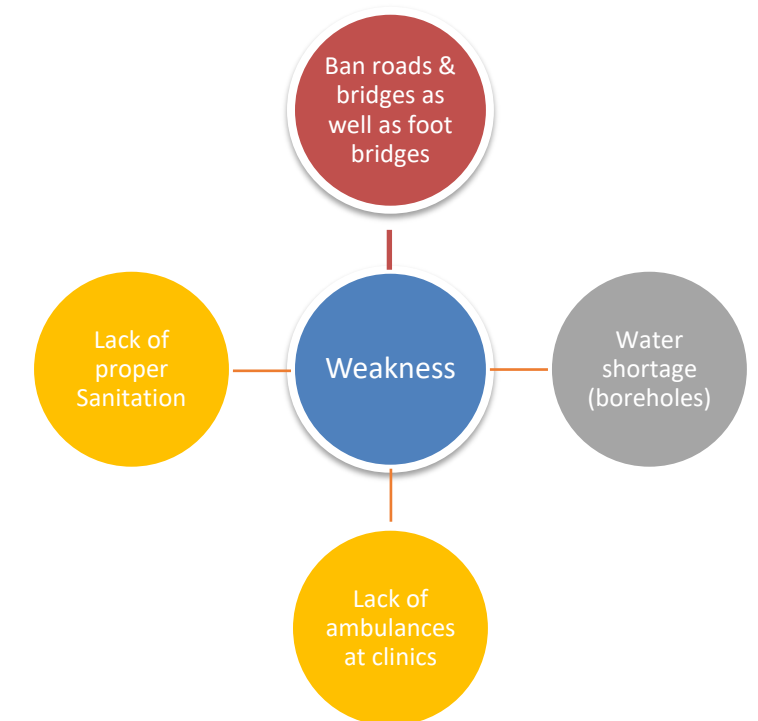 Ban roads &
bridges as
well as foot
bridges
Lack of
proper
Sanitation
Weakness
Water
shortage
(boreholes)
Lack of
ambulances
at clinics